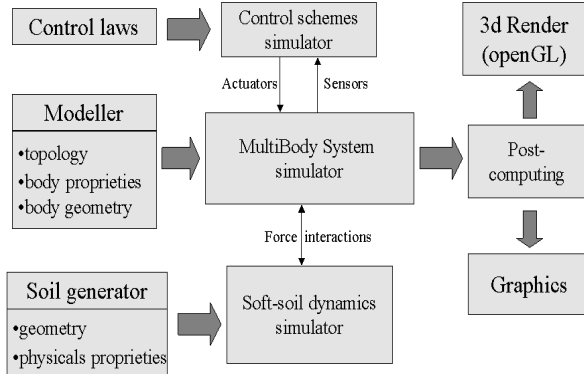 Control laws
Control schemes
simulator
3d Render
(openGL)
Actuators
Sensors
Modeller
•topology
•body proprieties
•body geometry
MultiBody System
simulator
Post-
computing
Force interactions
Graphics
Soil generator
•geometry
•physicals proprieties
Soft-soil dynamics
simulator